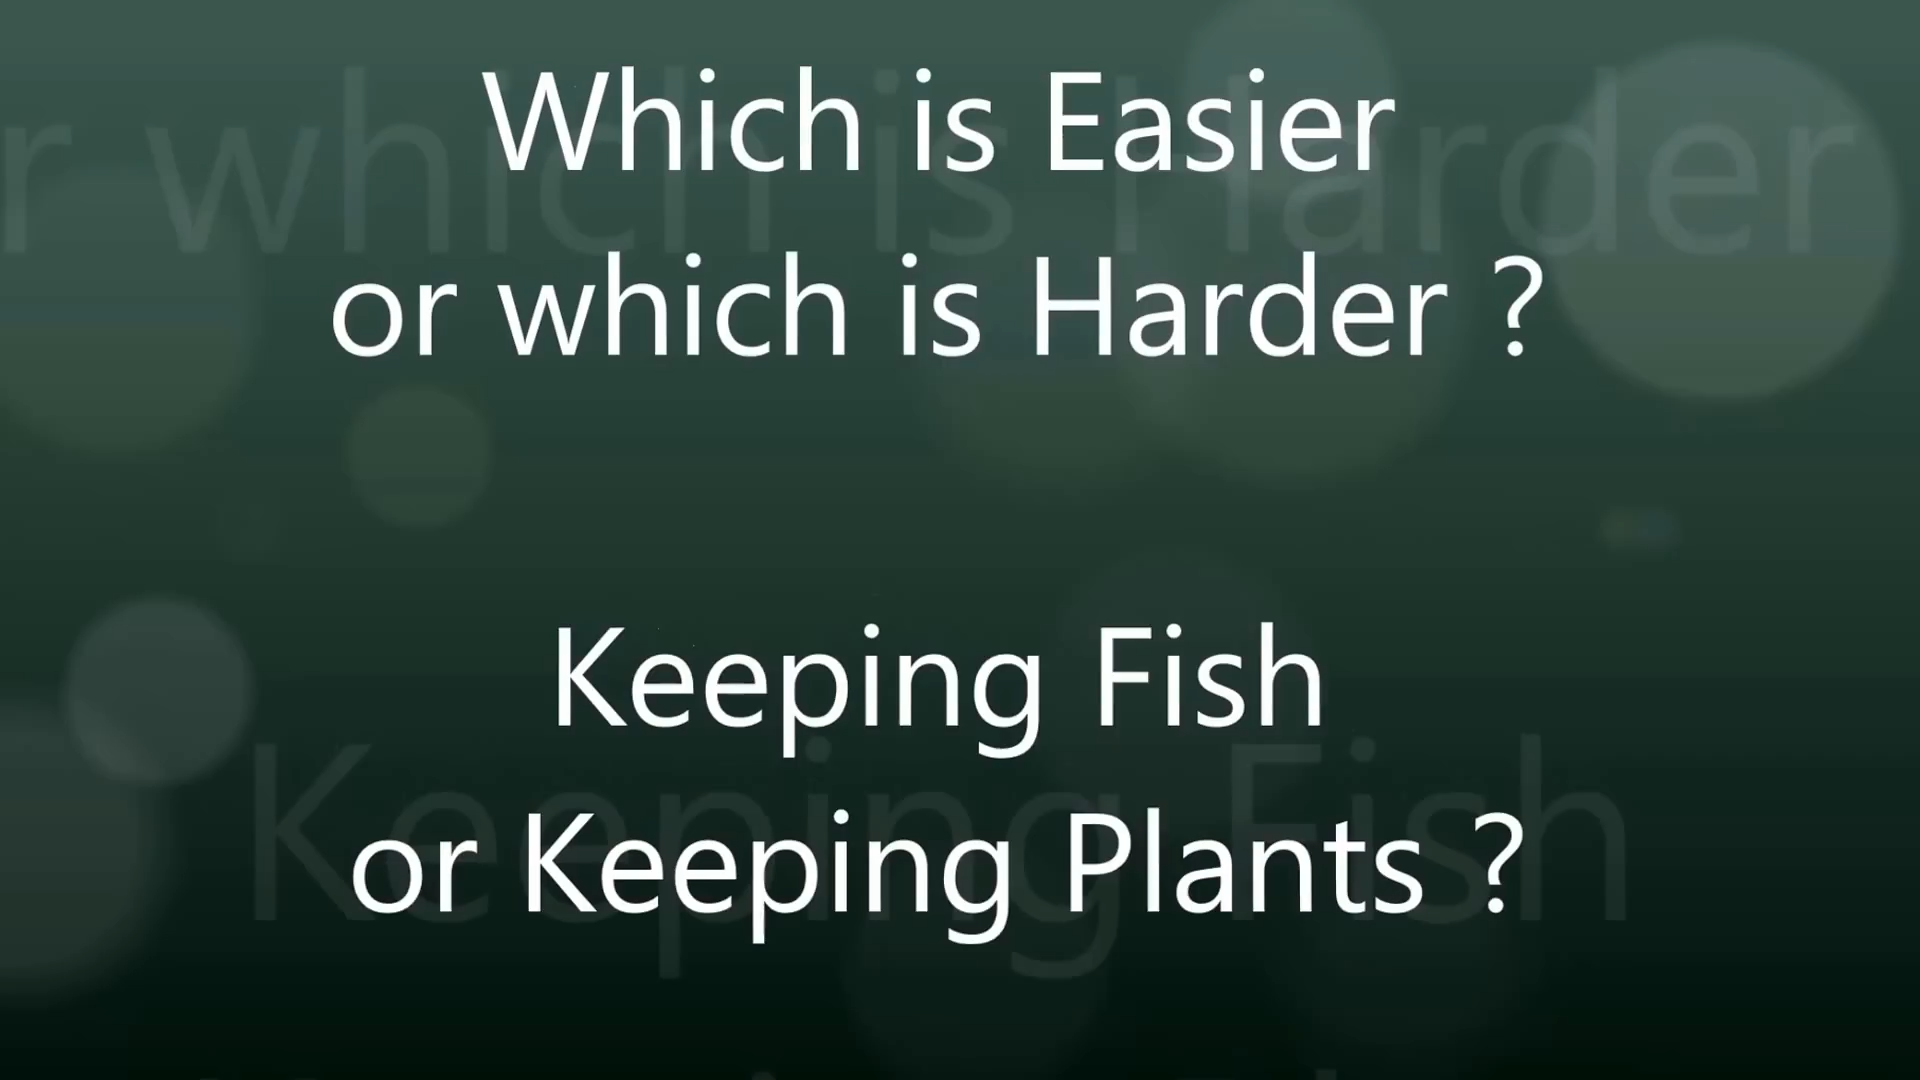 Which is Easier
or which is Harder ?
Keeping Fish
or Keeping Plants ?